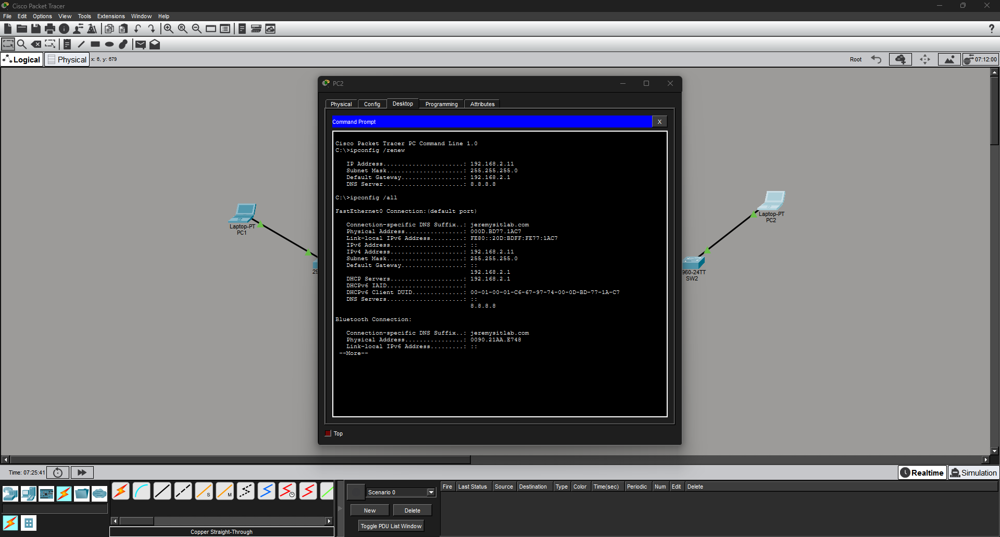 Cisco Packet Tracer
File Edit Options View Tools Extensions Window Help
Logical Physical x: 6, y: 679 Root 07:12:00
PC2
Physical Config Desktop Programming Attributes
Command Prompt X
Cisco Packet Tracer PC Command Line 1.0
C:\>ipconfig /renew
IP Address......................: 192.168.2.11
Subnet Mask.....................: 255.255.255.0
Default Gateway.................: 192.168.2.1
DNS Server......................: 8.8.8.8
C:\>ipconfig /all
FastEthernet0 Connection:(default port)
Connection-specific DNS Suffix..: jeremysitlab.com
Physical Address................: 000D.BD77.1AC7
Link-local IPv6 Address.........: FE80::20D:BDFF:FE77:1AC7
IPv6 Address....................: ::
IPv4 Address....................: 192.168.2.11
Subnet Mask.....................: 255.255.255.0
Default Gateway.................: ::
192.168.2.1
DHCP Servers....................: 192.168.2.1
DHCPv6 IAID.....................:
DHCPv6 Client DUID..............: 00-01-00-01-C6-67-97-74-00-0D-BD-77-1A-C7
DNS Servers.....................: ::
8.8.8.8
Bluetooth Connection:
Connection-specific DNS Suffix..: jeremysitlab.com
Physical Address................: 0090.21AA.E748
Link-local IPv6 Address.........: ::
--More--
Top
Laptop-PT
PC1
29
Laptop-PT
PC2
960-24TT
SW2
Time: 07:25:41 Realtime Simulation
S M
Copper Straight-Through
Scenario 0
New Delete
Toggle PDU List Window
Fire Last Status Source Destination Type Color Time(sec) Periodic Num Edit Delete